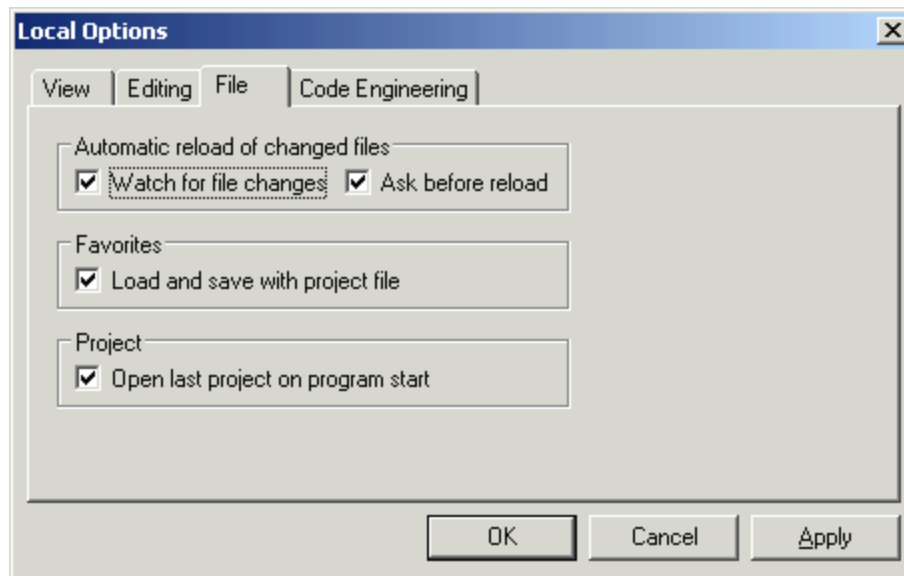 Local Options
View Editing File Code Engineering
Automatic reload of changed files
Watch for file changes Ask before reload
Favorites
Load and save with project file
Project
Open last project on program start
OK Cancel Apply